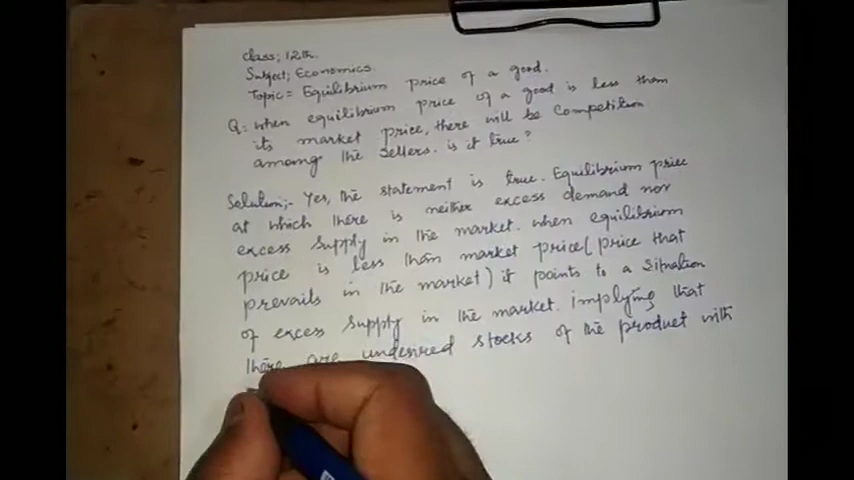 Class; 12th.
Subject; Economics.
Topic = Equilibrium price of a good.
Q:- when equilibrium price of a good is less than
its market price, there will be competition
among the sellers. is it true?
Solution;- Yes, the statement is true. Equilibrium price
at which there is neither excess demand nor
excess supply in the market. when equilibrium
price is less than market price (price that
prevails in the market) it points to a situation
of excess supply in the market. implying that
there are undesired stocks of the product with